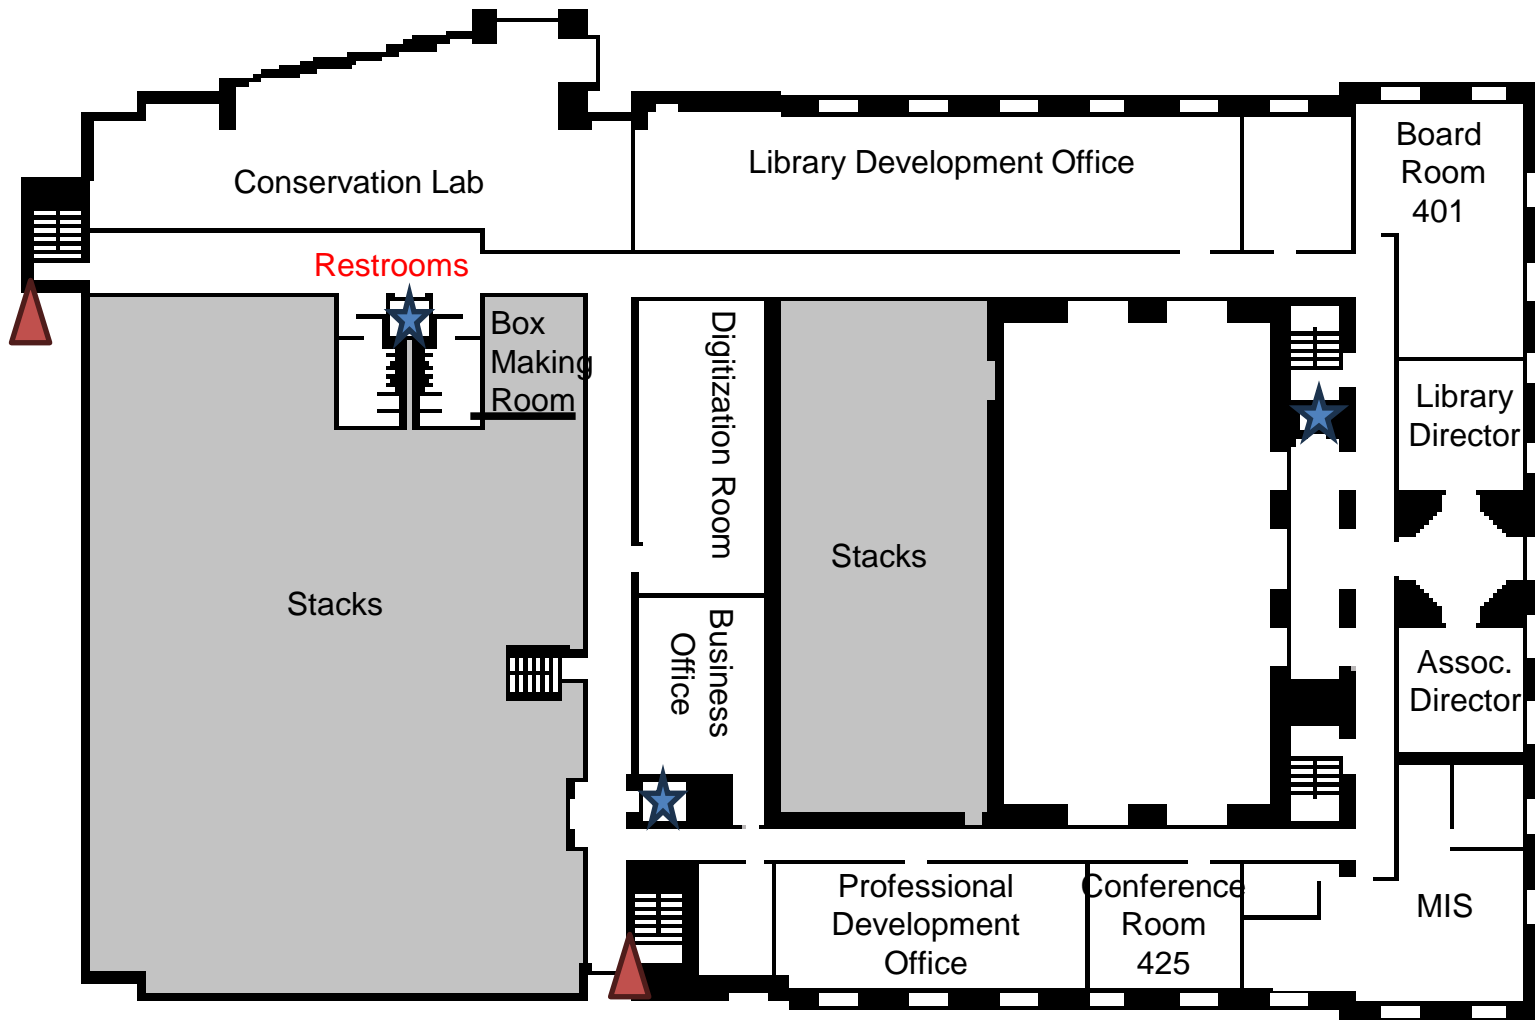 Conservation Lab
Library Development Office
Board
Room
401
Restrooms
Box
Making
Room
Digitization Room
Library
Director
Stacks
Stacks
Business
Office
Assoc.
Director
Professional
Development
Office
Conference
Room
425
MIS